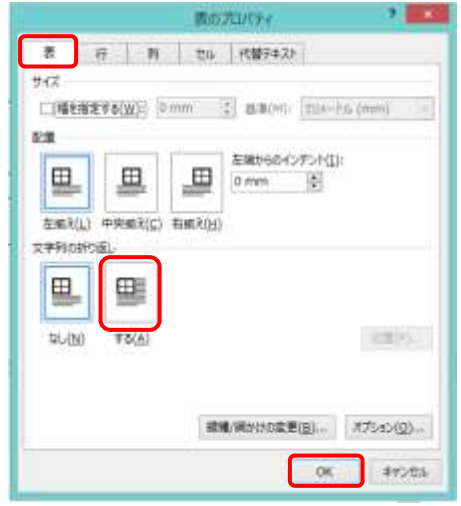 表のプロパティ
?
表 行 列 セル 代替テキスト
サイズ
幅を指定する(W): 0 mm 基準(M): ミリメートル (mm)
配置
左端からのインデント(I):
0 mm
左揃え(L) 中央揃え(C) 右揃え(H)
文字列の折り返し
なし(N) する(A)
位置(P)...
線種/網かけの変更(B)... オプション(O)...
OK キャンセル